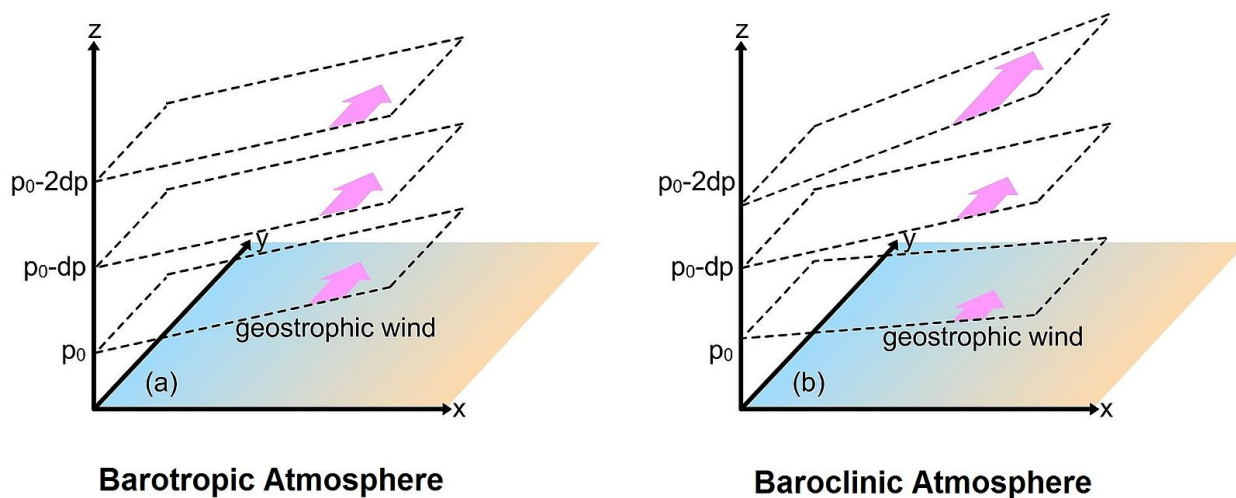 z
p₀-2dp
p₀-dp
y
p₀
geostrophic wind
(a)
x
Barotropic Atmosphere
z
p₀-2dp
p₀-dp
y
p₀
geostrophic wind
(b)
x
Baroclinic Atmosphere